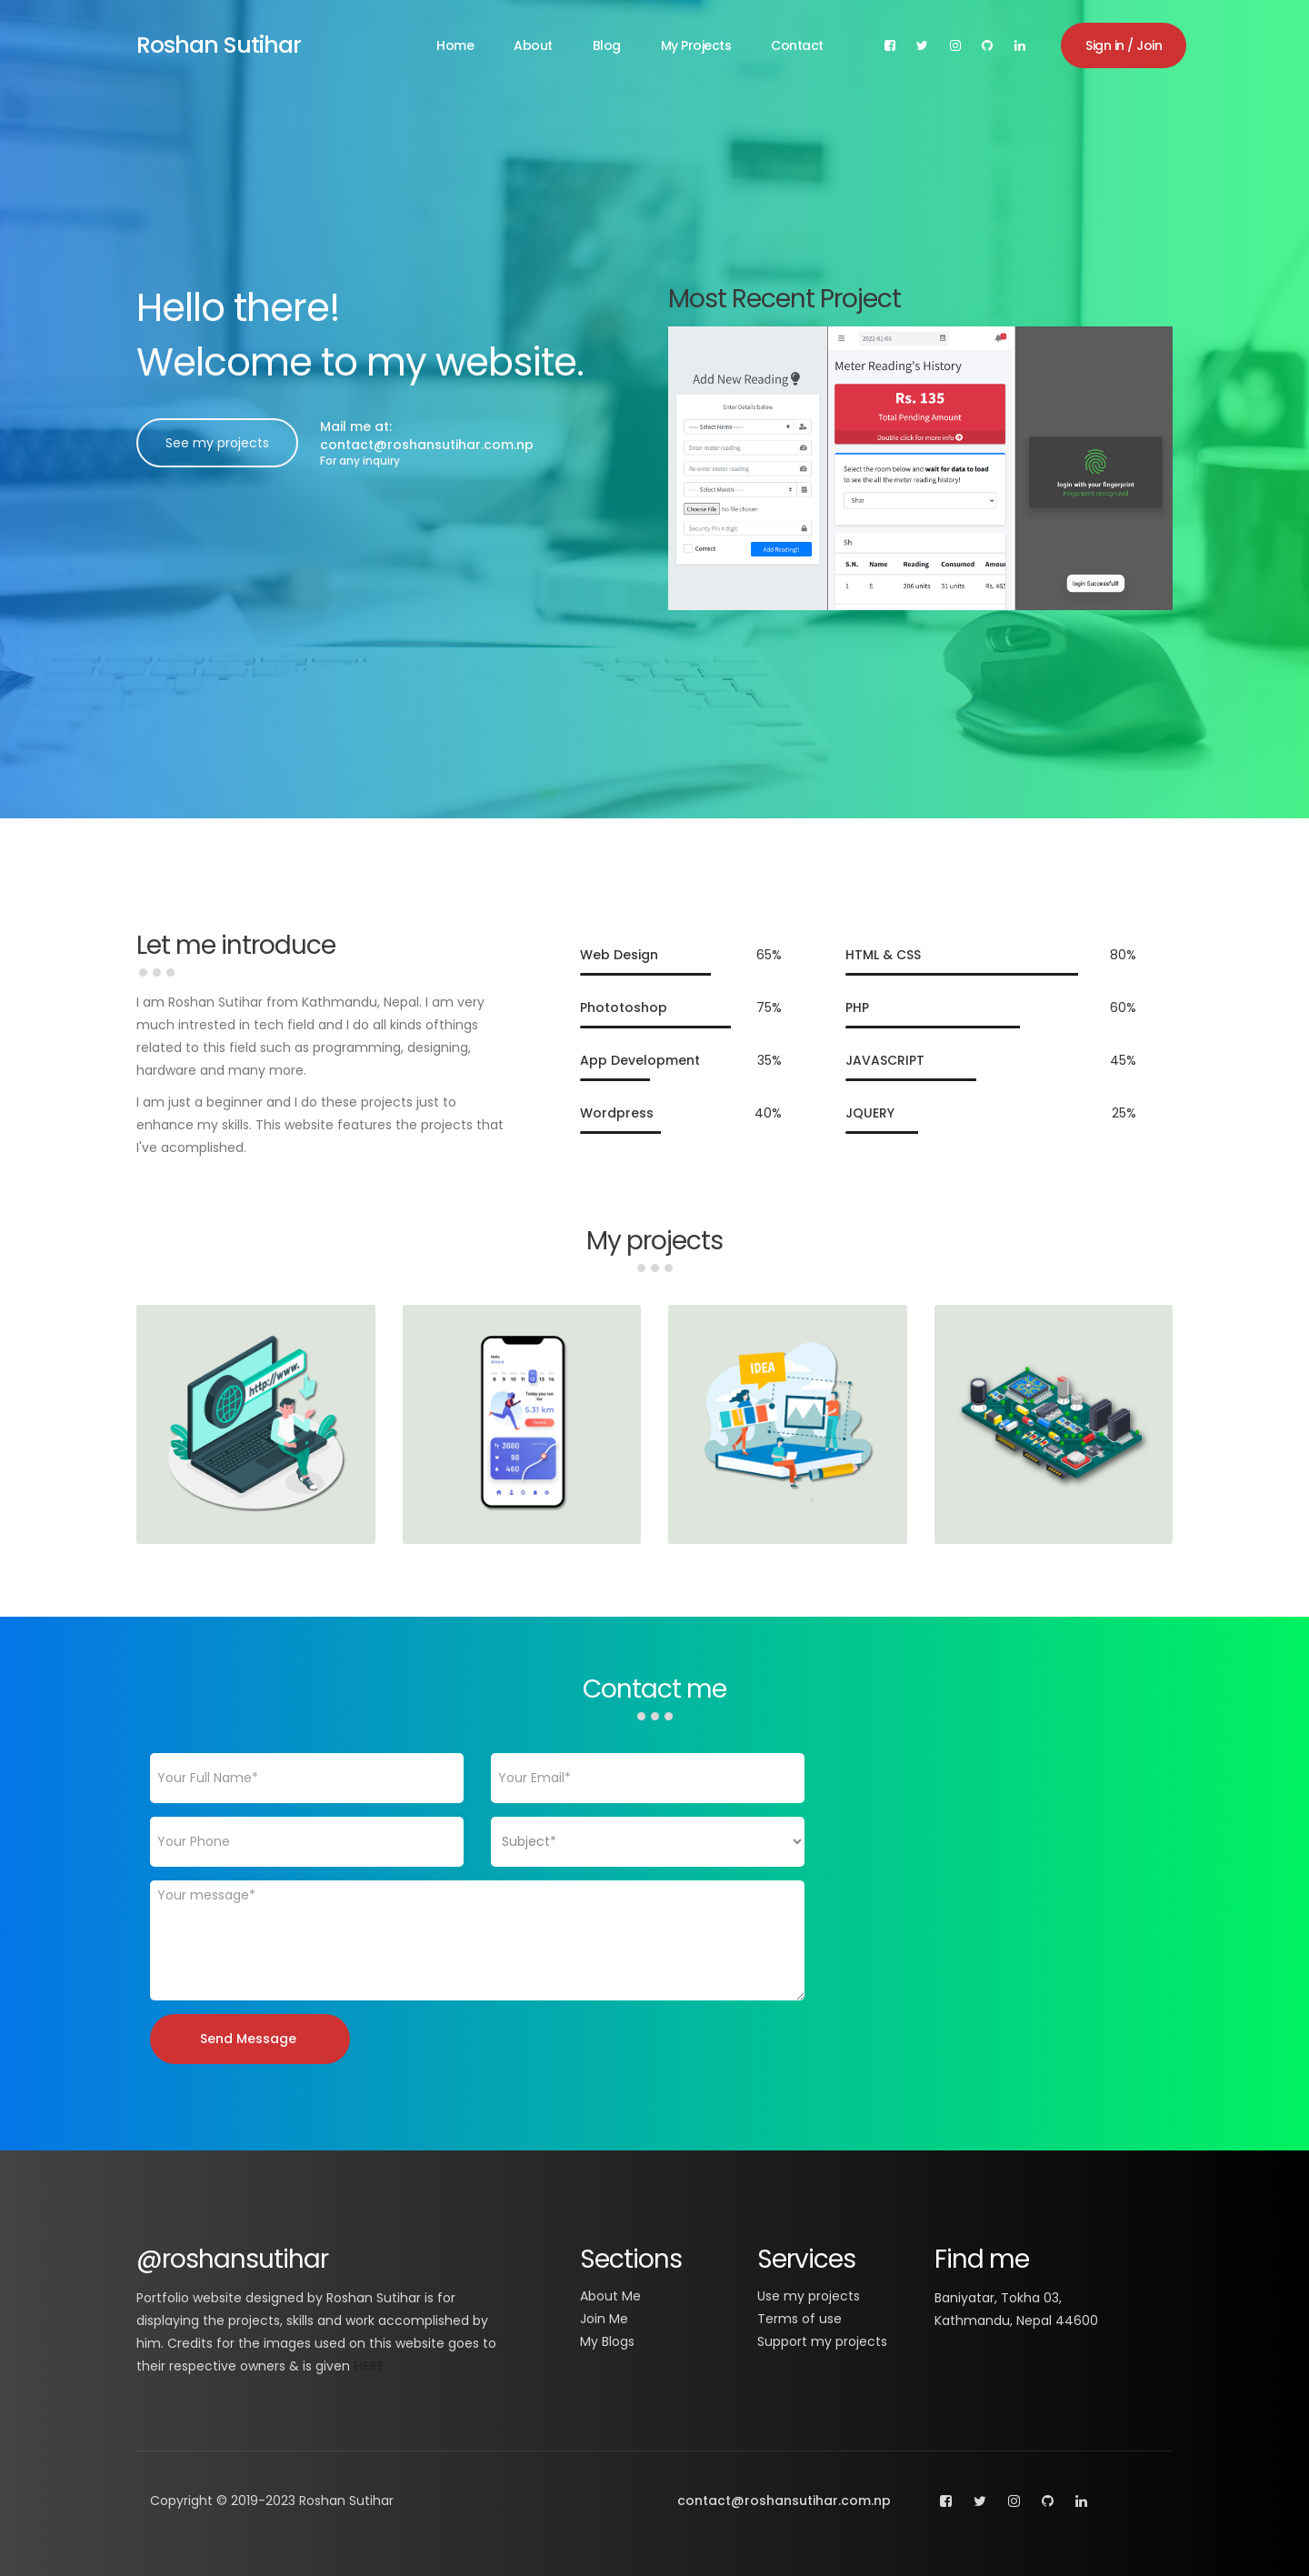 Roshan Sutihar
Home
About
Blog
My Projects
Contact
Sign in / Join
Hello there!
Welcome to my website.
See my projects
Mail me at:
contact@roshansutihar.com.np
For any inquiry
Most Recent Project
Add New Reading
Enter Details below
----- Select Name -----
Enter meter reading
Re-enter meter reading
----- Select Month -----
Choose File No file chosen
Security Pin 4 digit
Correct
Add Reading!!
2022-01-05
Meter Reading's History
Rs. 135
Total Pending Amount
Double click for more info
Select the room below and wait for data to load
to see the all the meter reading history!
Shar
Sh
S.N. Name Reading Consumed Amou
1 S 206 units 31 units Rs. 465
login with your fingerprint
Fingerprint recognized
login Successful!!
Let me introduce
I am Roshan Sutihar from Kathmandu, Nepal. I am very
much intrested in tech field and I do all kinds ofthings
related to this field such as programming, designing,
hardware and many more.
I am just a beginner and I do these projects just to
enhance my skills. This website features the projects that
I've acomplished.
Web Design 65%
Phototoshop 75%
App Development 35%
Wordpress 40%
HTML & CSS 80%
PHP 60%
JAVASCRIPT 45%
JQUERY 25%
My projects
http://www.
8 9 10 11 12 13 14
Today you run
for
5.31 km
3680
98
460
IDEA
Contact me
Your Full Name*
Your Email*
Your Phone
Subject*
Your message*
Send Message
@roshansutihar
Portfolio website designed by Roshan Sutihar is for
displaying the projects, skills and work accomplished by
him. Credits for the images used on this website goes to
their respective owners & is given HERE
Sections
About Me
Join Me
My Blogs
Services
Use my projects
Terms of use
Support my projects
Find me
Baniyatar, Tokha 03,
Kathmandu, Nepal 44600
Copyright © 2019-2023 Roshan Sutihar
contact@roshansutihar.com.np